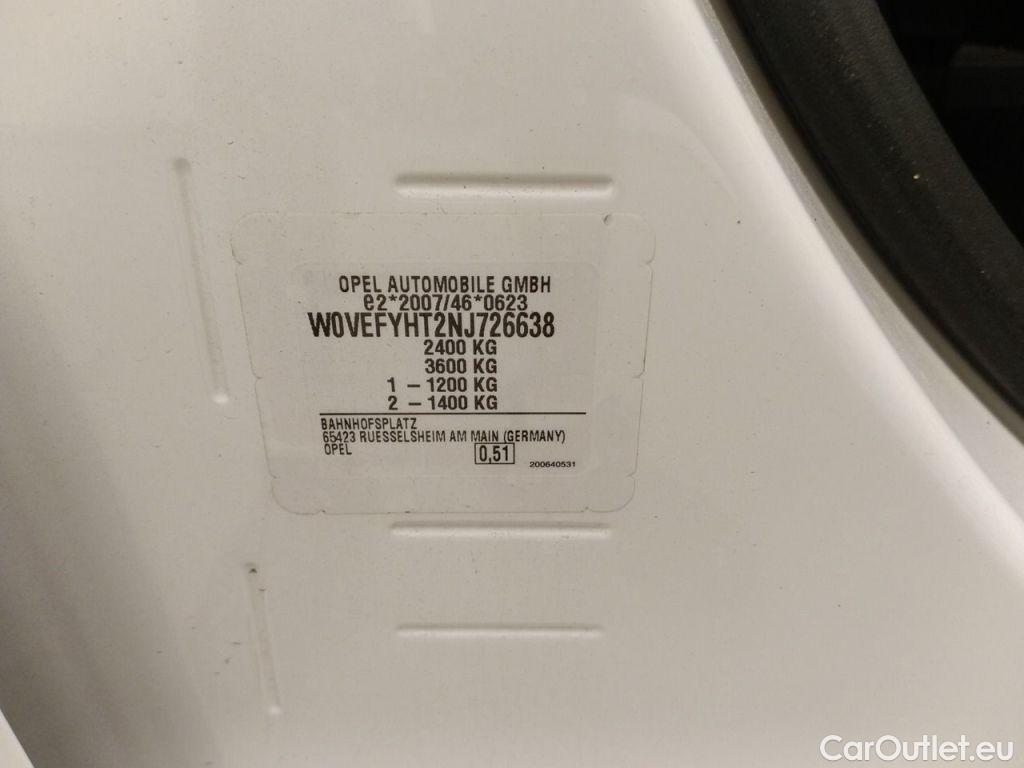 OPEL AUTOMOBILE GMBH
e2*2007/46*0623
W0VEFYHT2NJ726638
2400 KG
3600 KG
1 – 1200 KG
2 – 1400 KG
BAHNHOFSPLATZ
65423 RUESSELSHEIM AM MAIN (GERMANY)
OPEL
0,51
200640531
CarOutlet.eu